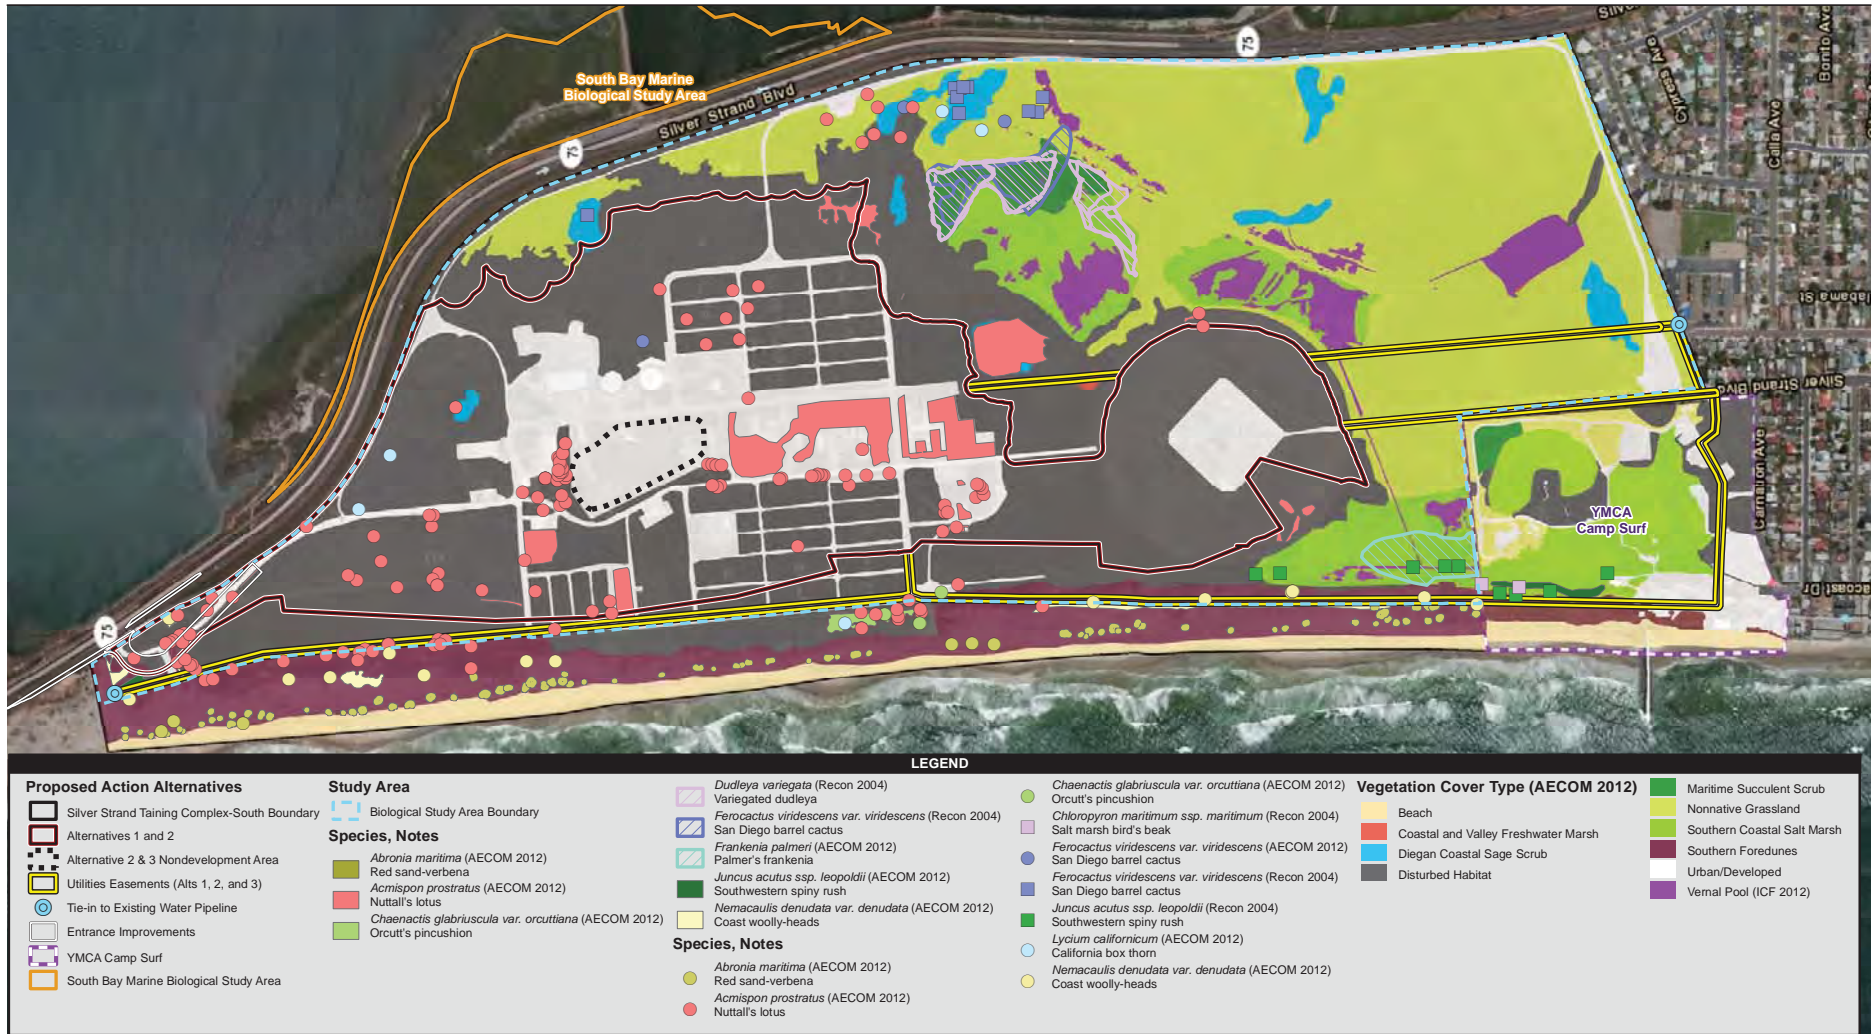 South Bay Marine
Biological Study Area
Silver Strand Blvd
75
75
75
Silver
Cypress Ave
Bonito Ave
Calla Ave
labama St
Silver Strand Blvd
Carnation Ave
acoast Dr
YMCA
Camp Surf
LEGEND
Proposed Action Alternatives
Silver Strand Taining Complex-South Boundary
Alternatives 1 and 2
Alternative 2 & 3 Nondevelopment Area
Utilities Easements (Alts 1, 2, and 3)
Tie-in to Existing Water Pipeline
Entrance Improvements
YMCA Camp Surf
South Bay Marine Biological Study Area
Study Area
Biological Study Area Boundary
Species, Notes
Abronia maritima (AECOM 2012)
Red sand-verbena
Acmispon prostratus (AECOM 2012)
Nuttall's lotus
Chaenactis glabriuscula var. orcuttiana (AECOM 2012)
Orcutt's pincushion
Dudleya variegata (Recon 2004)
Variegated dudleya
Ferocactus viridescens var. viridescens (Recon 2004)
San Diego barrel cactus
Frankenia palmeri (AECOM 2012)
Palmer's frankenia
Juncus acutus ssp. leopoldii (AECOM 2012)
Southwestern spiny rush
Nemacaulis denudata var. denudata (AECOM 2012)
Coast woolly-heads
Species, Notes
Abronia maritima (AECOM 2012)
Red sand-verbena
Acmispon prostratus (AECOM 2012)
Nuttall's lotus
Chaenactis glabriuscula var. orcuttiana (AECOM 2012)
Orcutt's pincushion
Chloropyron maritimum ssp. maritimum (Recon 2004)
Salt marsh bird's beak
Ferocactus viridescens var. viridescens (AECOM 2012)
San Diego barrel cactus
Ferocactus viridescens var. viridescens (Recon 2004)
San Diego barrel cactus
Juncus acutus ssp. leopoldii (Recon 2004)
Southwestern spiny rush
Lycium californicum (AECOM 2012)
California box thorn
Nemacaulis denudata var. denudata (AECOM 2012)
Coast woolly-heads
Vegetation Cover Type (AECOM 2012)
Beach
Coastal and Valley Freshwater Marsh
Diegan Coastal Sage Scrub
Disturbed Habitat
Maritime Succulent Scrub
Nonnative Grassland
Southern Coastal Salt Marsh
Southern Foredunes
Urban/Developed
Vernal Pool (ICF 2012)